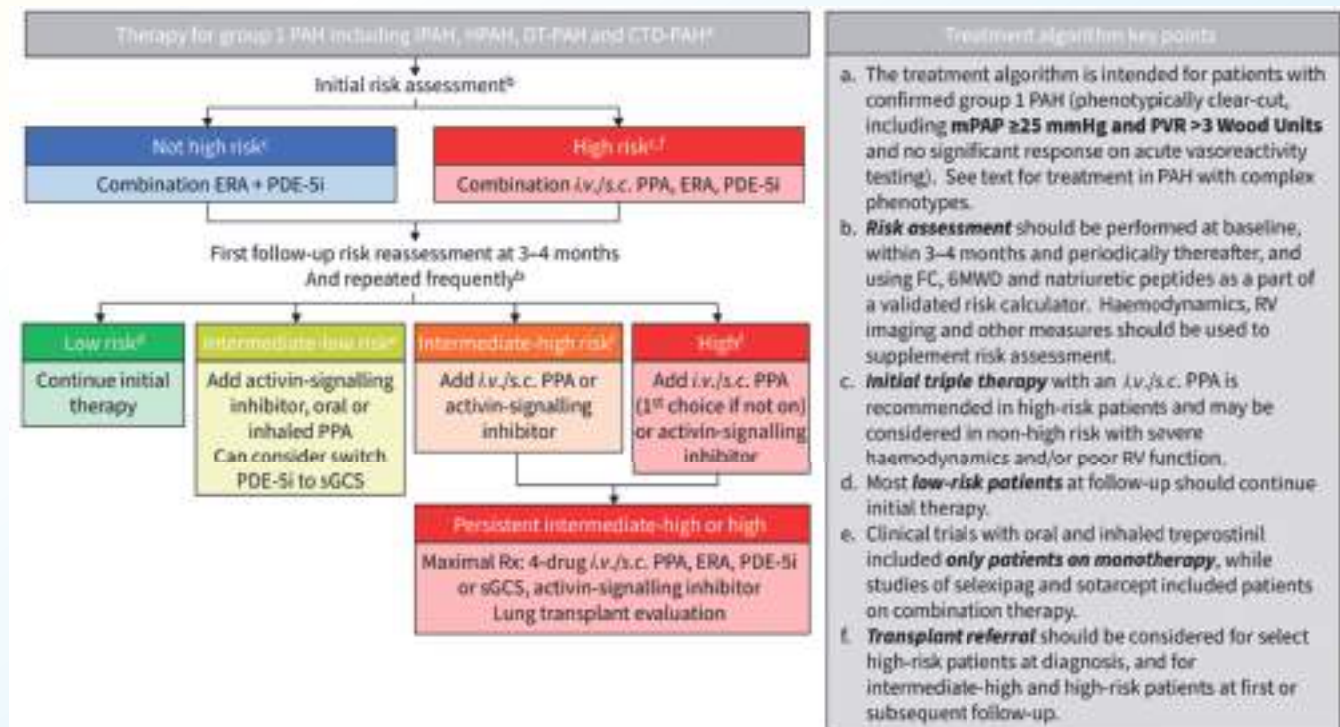 Therapy for group 1 PAH including IPAH, HPAH, DT-PAH and CTD-PAHᵃ
Initial risk assessmentᵇ
Not high riskᶜ
Combination ERA + PDE-5i
High riskᶜ,ᶠ
Combination i.v./s.c. PPA, ERA, PDE-5i
First follow-up risk reassessment at 3–4 months
And repeated frequentlyᵇ
Low riskᵈ
Continue initial
therapy
Intermediate-low riskᵉ
Add activin-signalling
inhibitor, oral or
inhaled PPA
Can consider switch
PDE-5i to sGCS
Intermediate-high riskᶠ
Add i.v./s.c. PPA or
activin-signalling
inhibitor
Highᶠ
Add i.v./s.c. PPA
(1ˢᵗ choice if not on)
or activin-signalling
inhibitor
Persistent intermediate-high or high
Maximal Rx: 4-drug i.v./s.c. PPA, ERA, PDE-5i
or sGCS, activin-signalling inhibitor
Lung transplant evaluation
Treatment algorithm key points
a. The treatment algorithm is intended for patients with
confirmed group 1 PAH (phenotypically clear-cut,
including mPAP ≥25 mmHg and PVR >3 Wood Units
and no significant response on acute vasoreactivity
testing). See text for treatment in PAH with complex
phenotypes.
b. Risk assessment should be performed at baseline,
within 3–4 months and periodically thereafter, and
using FC, 6MWD and natriuretic peptides as a part of
a validated risk calculator. Haemodynamics, RV
imaging and other measures should be used to
supplement risk assessment.
c. Initial triple therapy with an i.v./s.c. PPA is
recommended in high-risk patients and may be
considered in non-high risk with severe
haemodynamics and/or poor RV function.
d. Most low-risk patients at follow-up should continue
initial therapy.
e. Clinical trials with oral and inhaled treprostinil
included only patients on monotherapy, while
studies of selexipag and sotarcept included patients
on combination therapy.
f. Transplant referral should be considered for select
high-risk patients at diagnosis, and for
intermediate-high and high-risk patients at first or
subsequent follow-up.